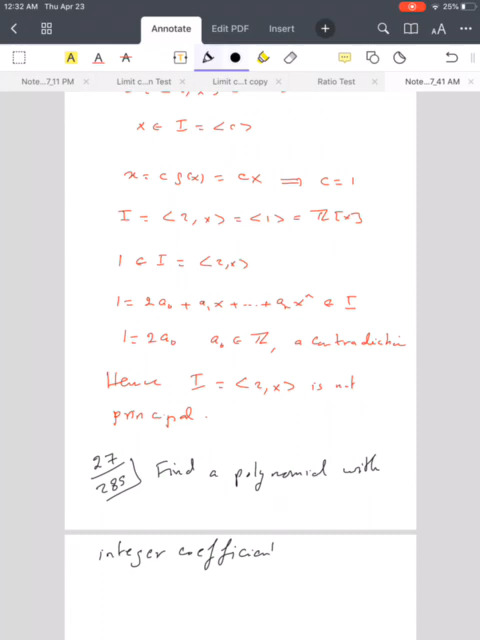 12:32 AM Thu Apr 23
25%
Annotate
Edit PDF
Insert
AA
A A A T
Note...7_11 PM
Limit c...n Test
Limit c...t copy
Ratio Test
Note...7_41 AM
x ∈ I = <c>
x = c g(x) = cx ⟹ c = 1
I = <2, x> = <1> = ℤ[x]
1 ∈ I = <2, x>
1 = 2a₀ + a₁x + ... + aₙxⁿ ∈ I
1 = 2a₀ a₀ ∈ ℤ, a contradiction
Hence I = <2, x> is not
principal.
27/285) Find a polynomial with
integer coefficient